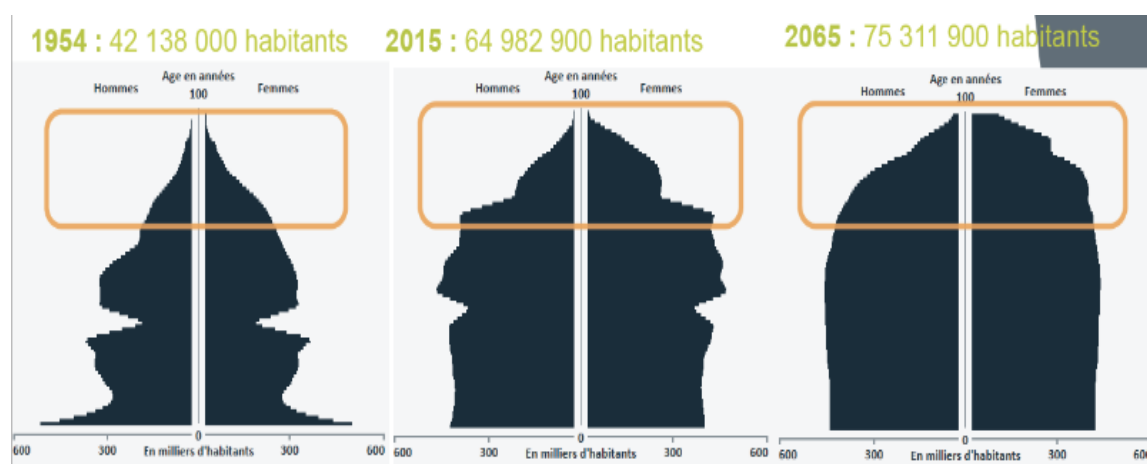 1954 : 42 138 000 habitants
Age en années
Hommes
Femmes
100
0
600
300
En milliers d'habitants
300
600
2015 : 64 982 900 habitants
Age en années
Hommes
Femmes
100
0
600
300
En milliers d'habitants
300
600
2065 : 75 311 900 habitants
Age en années
Hommes
Femmes
100
0
600
300
En milliers d'habitants
300